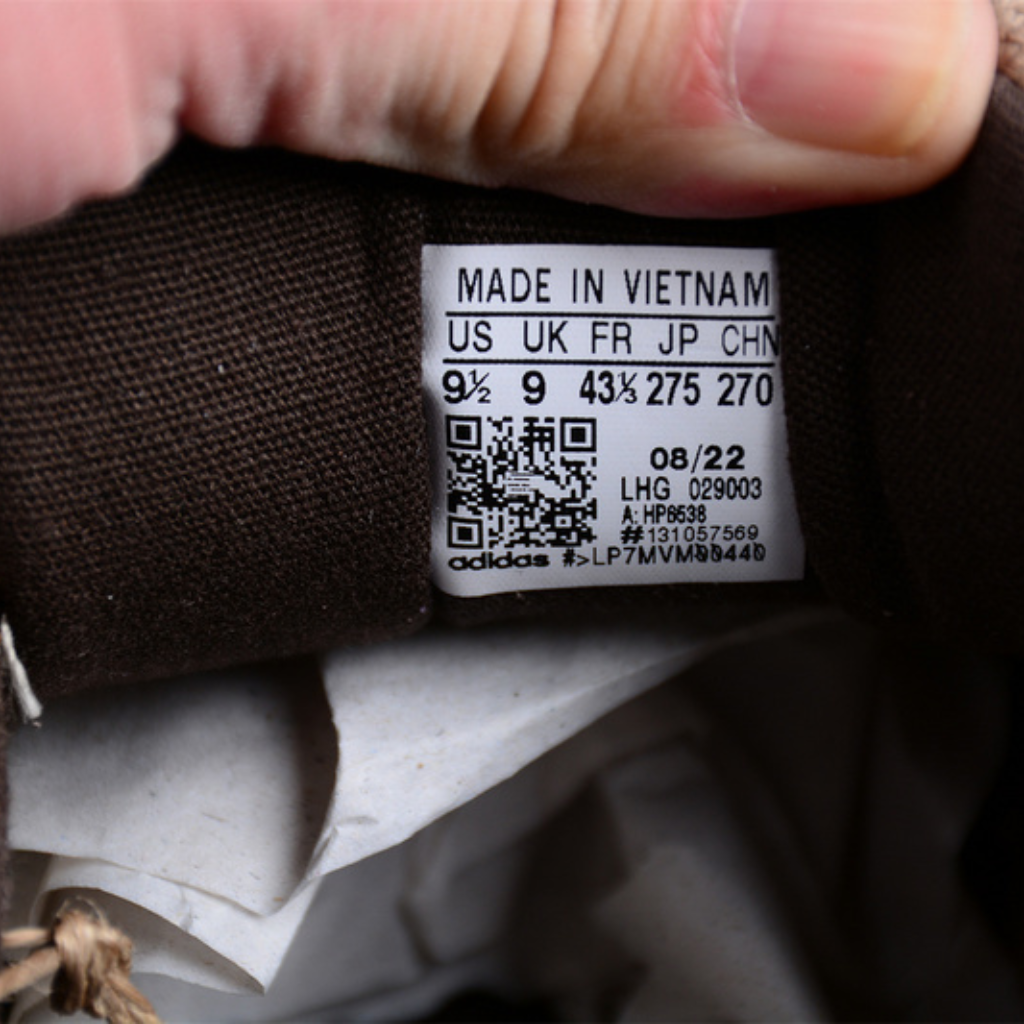 MADE IN VIETNAM
US UK FR JP CHN
9½ 9 43⅓ 275 270
08/22
LHG 029003
A: HP6538
#131057569
adidas #>LP7MVM00440